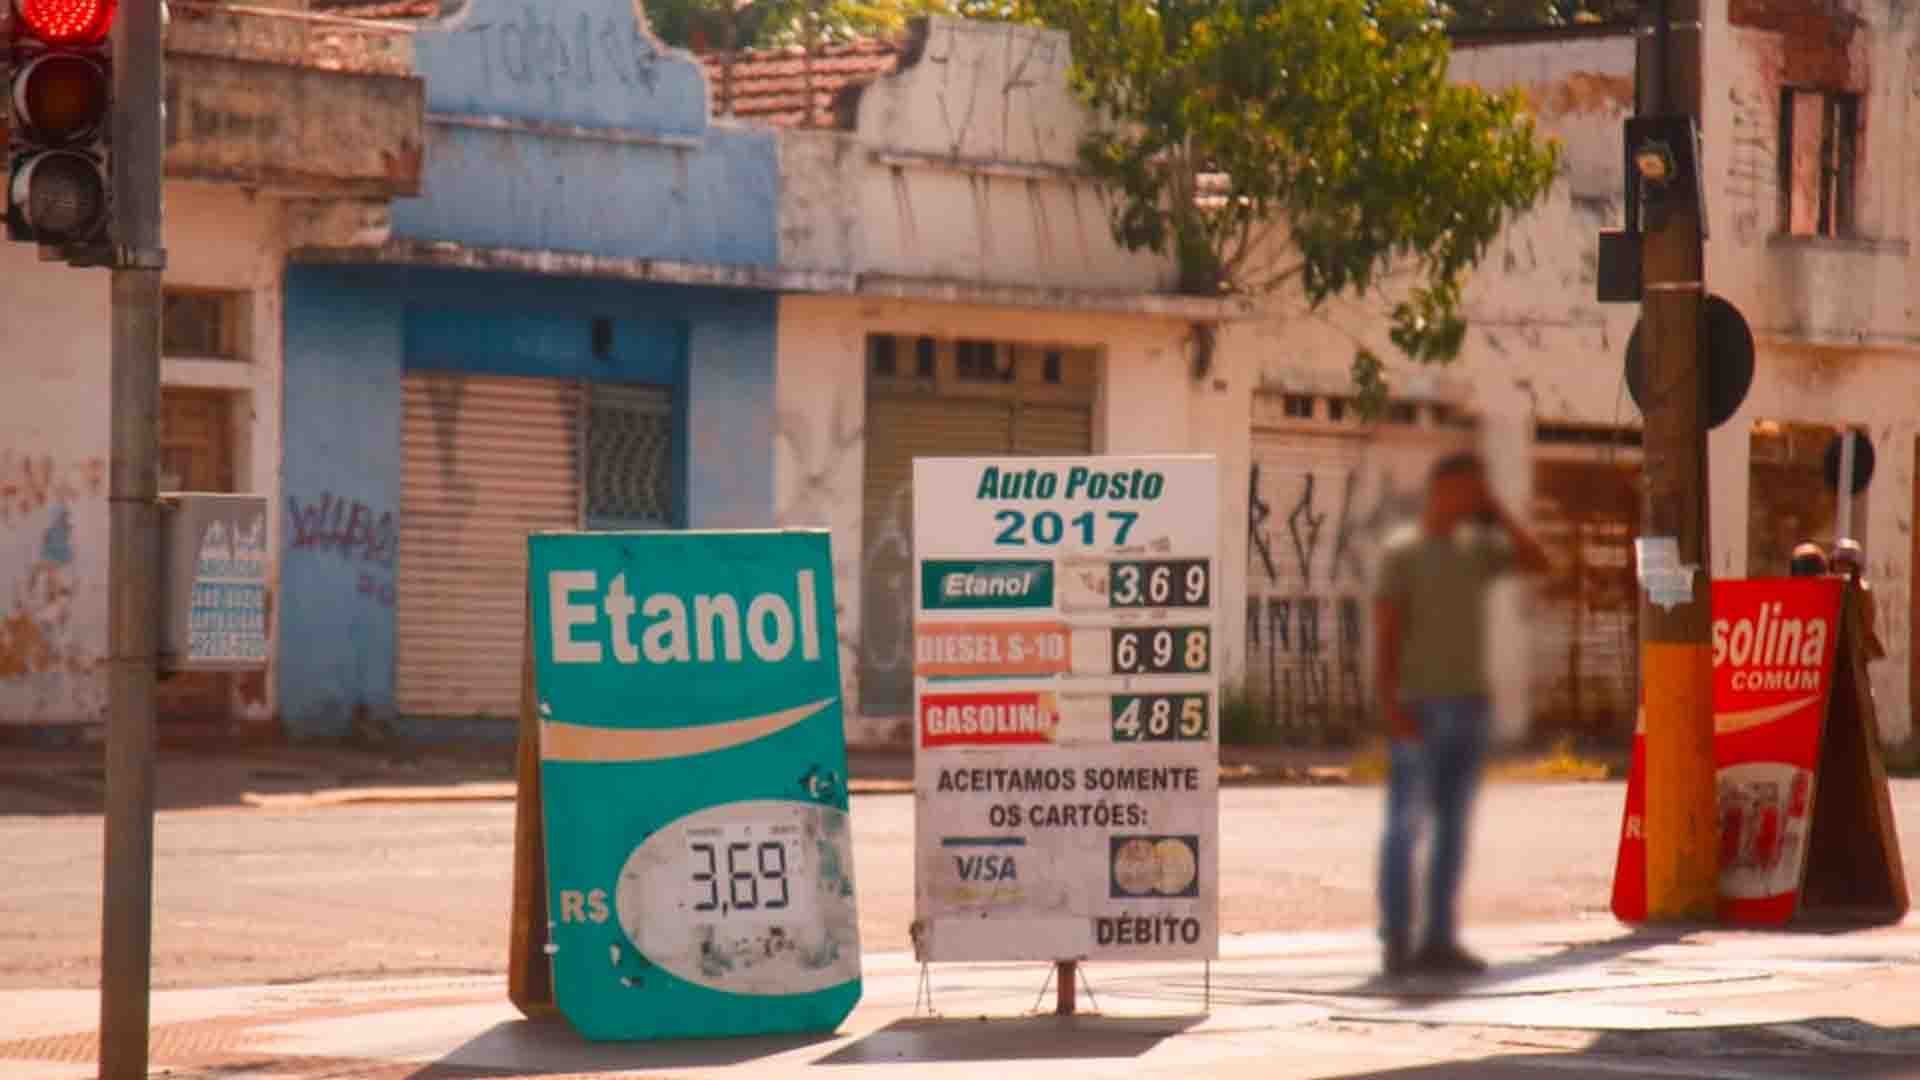 Etanol
R$
3,69
Auto Posto
2017
Etanol 3.69
DIESEL S-10 6,98
GASOLINA 4,85
ACEITAMOS SOMENTE
OS CARTÕES:
VISA
DÉBITO
solina
COMUM
R